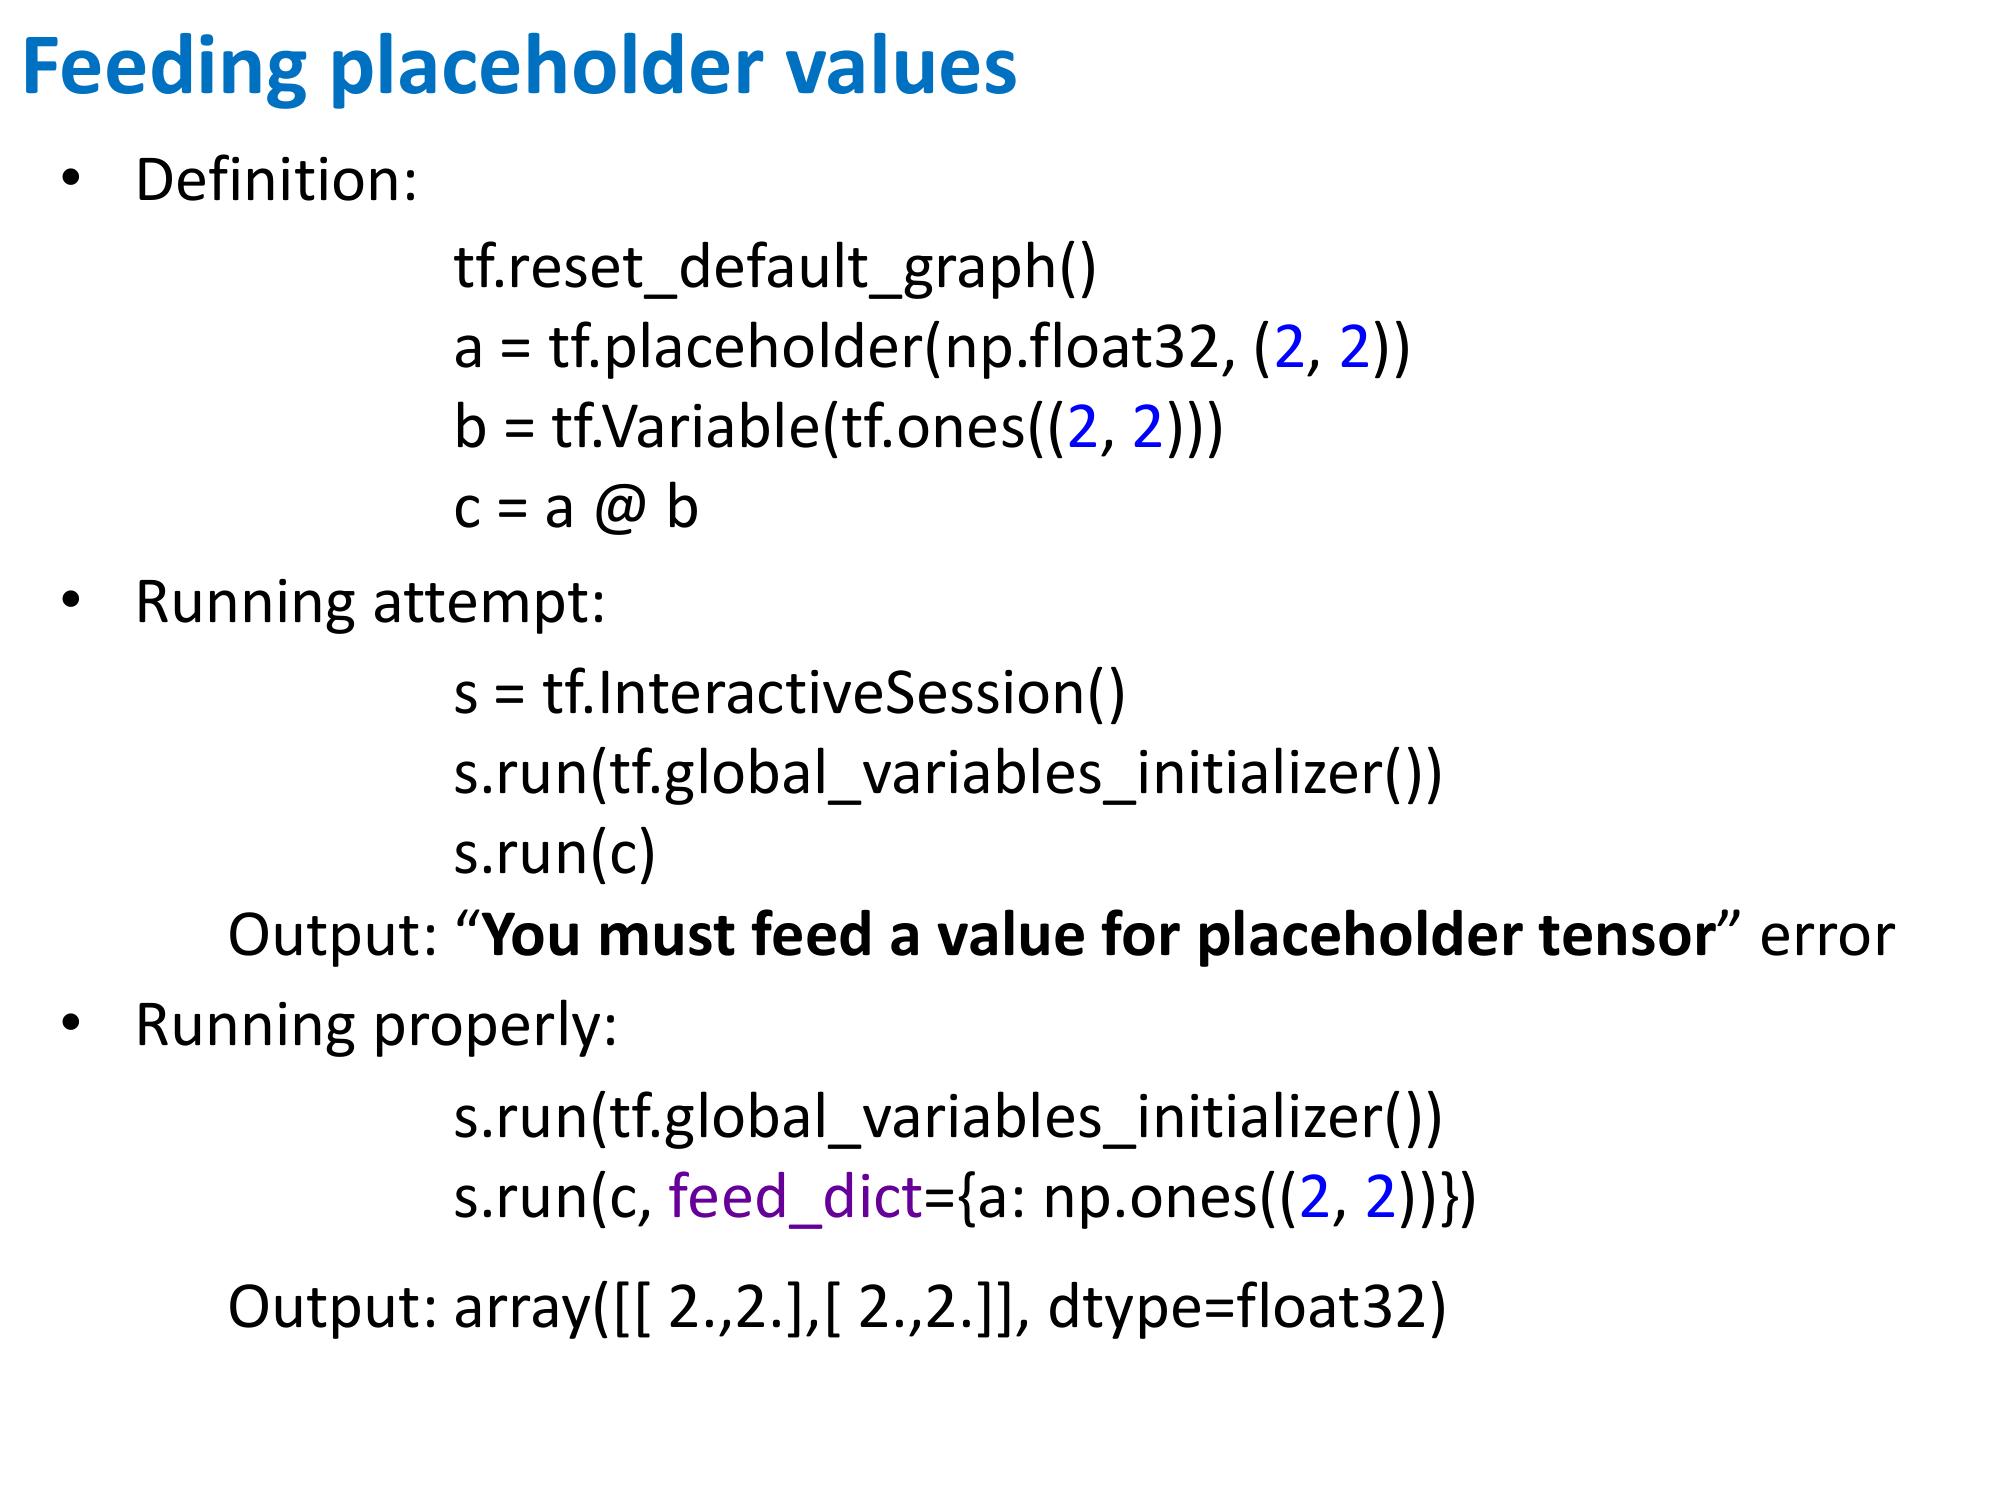 Feeding placeholder values
• Definition:
tf.reset_default_graph()
a = tf.placeholder(np.float32, (2, 2))
b = tf.Variable(tf.ones((2, 2)))
c = a @ b
• Running attempt:
s = tf.InteractiveSession()
s.run(tf.global_variables_initializer())
s.run(c)
Output: “You must feed a value for placeholder tensor” error
• Running properly:
s.run(tf.global_variables_initializer())
s.run(c, feed_dict={a: np.ones((2, 2))})
Output: array([[ 2.,2.],[ 2.,2.]], dtype=float32)